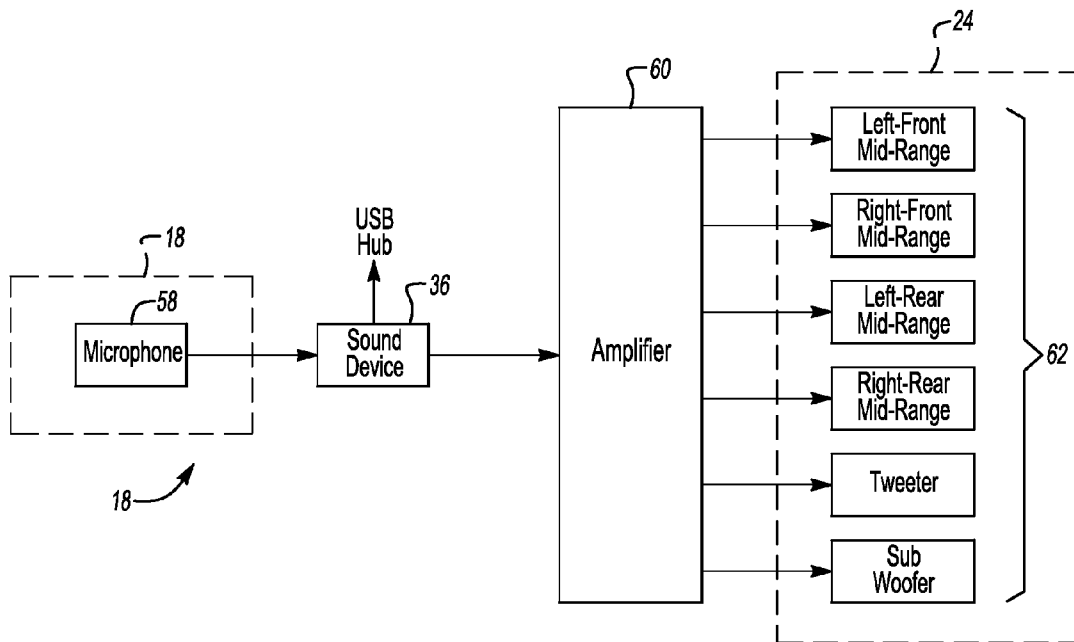 24
60
Left-Front
Mid-Range
Right-Front
Mid-Range
USB
Hub
18
36
58
Left-Rear
Mid-Range
Microphone
Sound
Device
Amplifier
62
Right-Rear
Mid-Range
18
Tweeter
Sub
Woofer